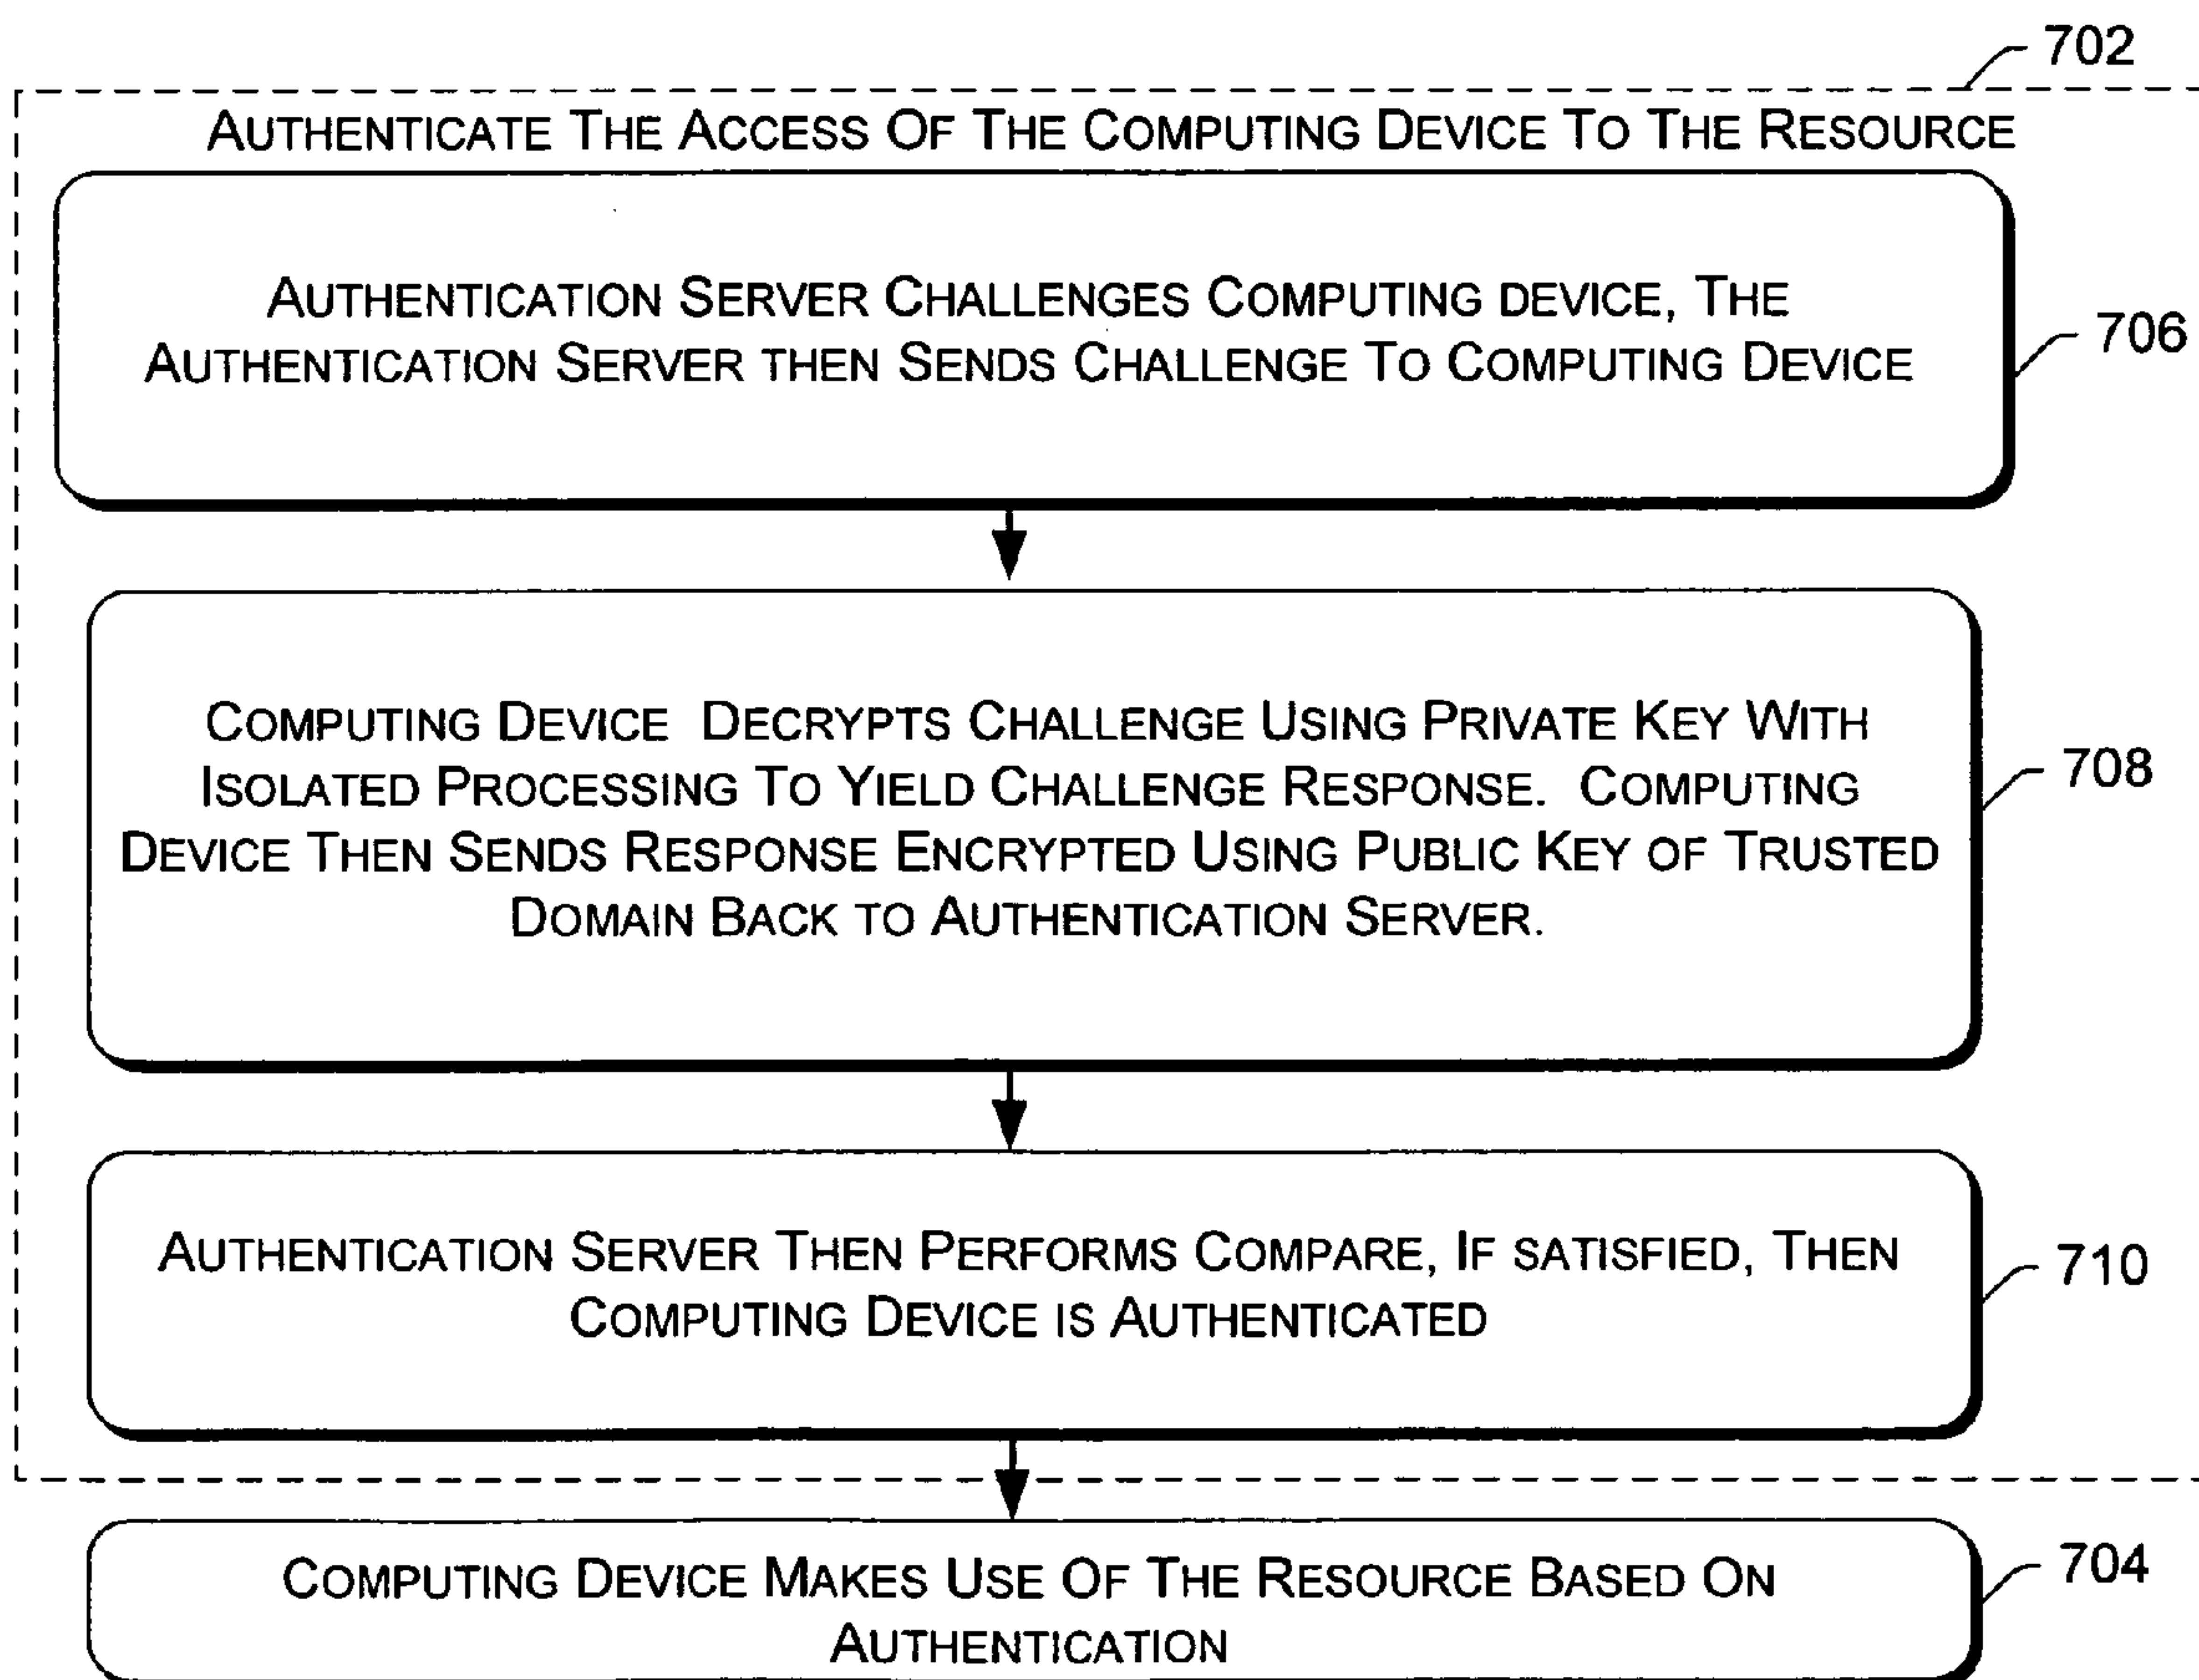 702
AUTHENTICATE THE ACCESS OF THE COMPUTING DEVICE TO THE RESOURCE
AUTHENTICATION SERVER CHALLENGES COMPUTING DEVICE, THE
AUTHENTICATION SERVER THEN SENDS CHALLENGE TO COMPUTING DEVICE
706
COMPUTING DEVICE DECRYPTS CHALLENGE USING PRIVATE KEY WITH
ISOLATED PROCESSING TO YIELD CHALLENGE RESPONSE. COMPUTING
DEVICE THEN SENDS RESPONSE ENCRYPTED USING PUBLIC KEY OF TRUSTED
DOMAIN BACK TO AUTHENTICATION SERVER.
708
AUTHENTICATION SERVER THEN PERFORMS COMPARE, IF SATISFIED, THEN
COMPUTING DEVICE IS AUTHENTICATED
710
COMPUTING DEVICE MAKES USE OF THE RESOURCE BASED ON
AUTHENTICATION
704